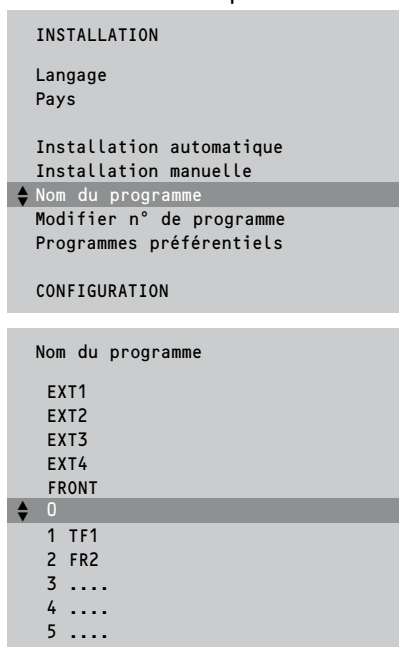 INSTALLATION
Langage
Pays
Installation automatique
Installation manuelle
Nom du programme
Modifier n° de programme
Programmes préférentiels
CONFIGURATION
Nom du programme
EXT1
EXT2
EXT3
EXT4
FRONT
0
1 TF1
2 FR2
3 ....
4 ....
5 ....